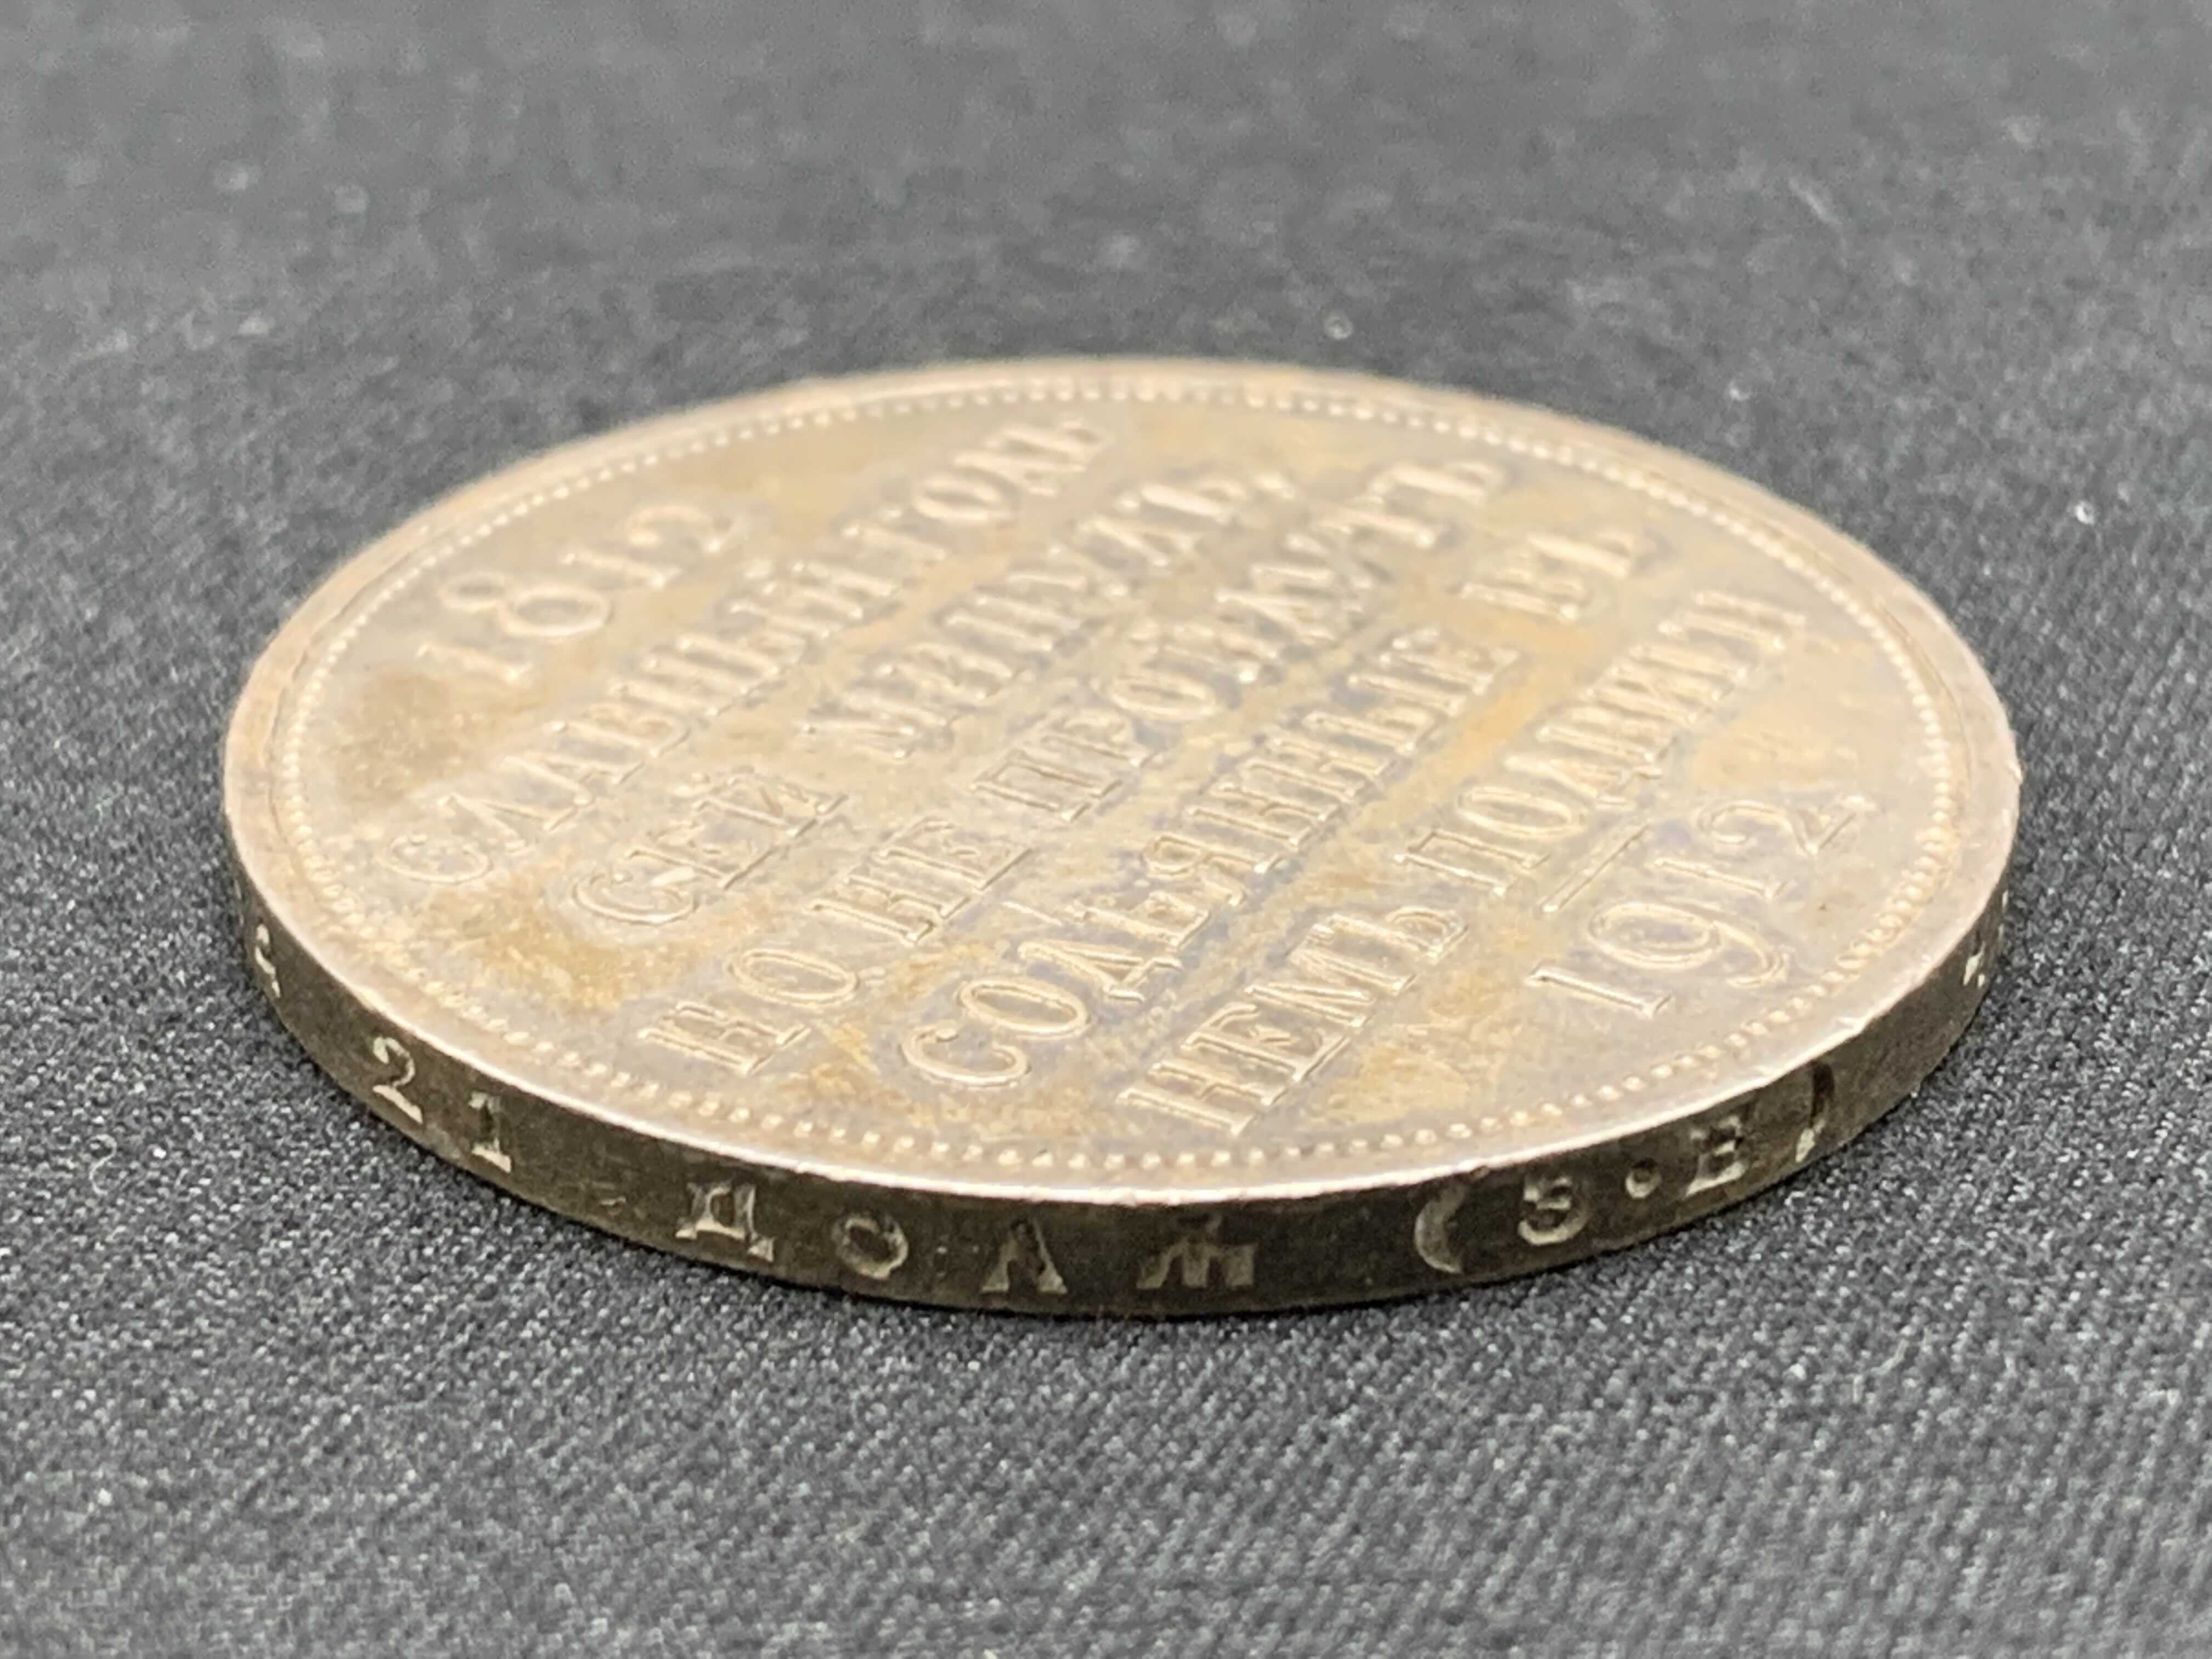 1812
СЛАВНЫЙ ГОДЪ
СЕЙ МИНУЛЪ,
НО НЕ ПРОЙДУТЪ
СОДѢЯННЫЕ ВЪ
НЕМЪ ПОДВИГИ
1912
21 ДОЛЯ (Э·Б)